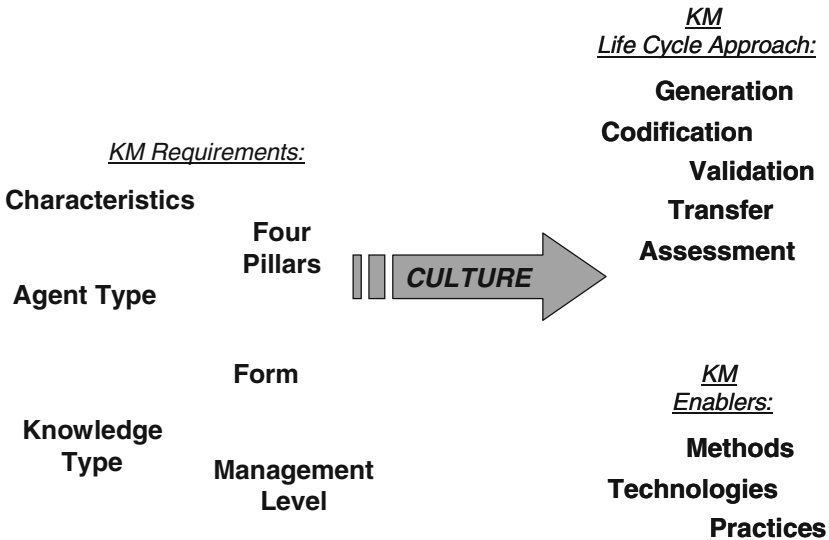 KM Requirements:
Characteristics
Four
Pillars
Agent Type
Form
Knowledge
Type
Management
Level
CULTURE
KM
Life Cycle Approach:
Generation
Codification
Validation
Transfer
Assessment
KM
Enablers:
Methods
Technologies
Practices